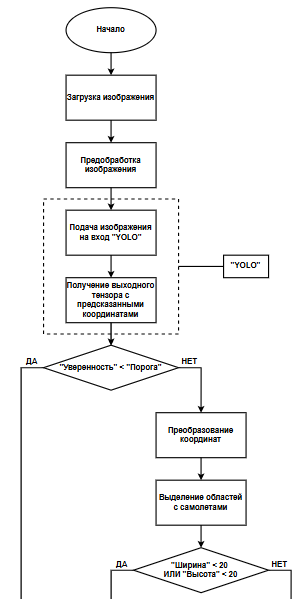 Начало
Загрузка изображения
Предобработка
изображения
Подача изображения
на вход "YOLO"
"YOLO"
Получение выходного
тензора с
предсказанными
координатами
ДА
"Уверенность" < "Порога"
НЕТ
Преобразование
координат
Выделение областей
с самолетами
ДА
"Ширина" < 20
ИЛИ "Высота" < 20
НЕТ